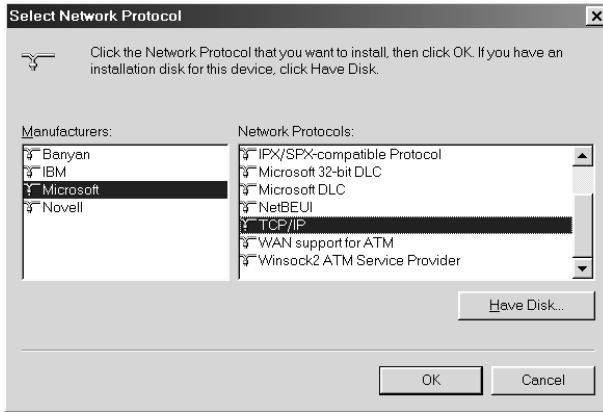 Select Network Protocol
Click the Network Protocol that you want to install, then click OK. If you have an
installation disk for this device, click Have Disk.
Manufacturers:
Banyan
IBM
Microsoft
Novell
Network Protocols:
IPX/SPX-compatible Protocol
Microsoft 32-bit DLC
Microsoft DLC
NetBEUI
TCP/IP
WAN support for ATM
Winsock2 ATM Service Provider
Have Disk...
OK
Cancel